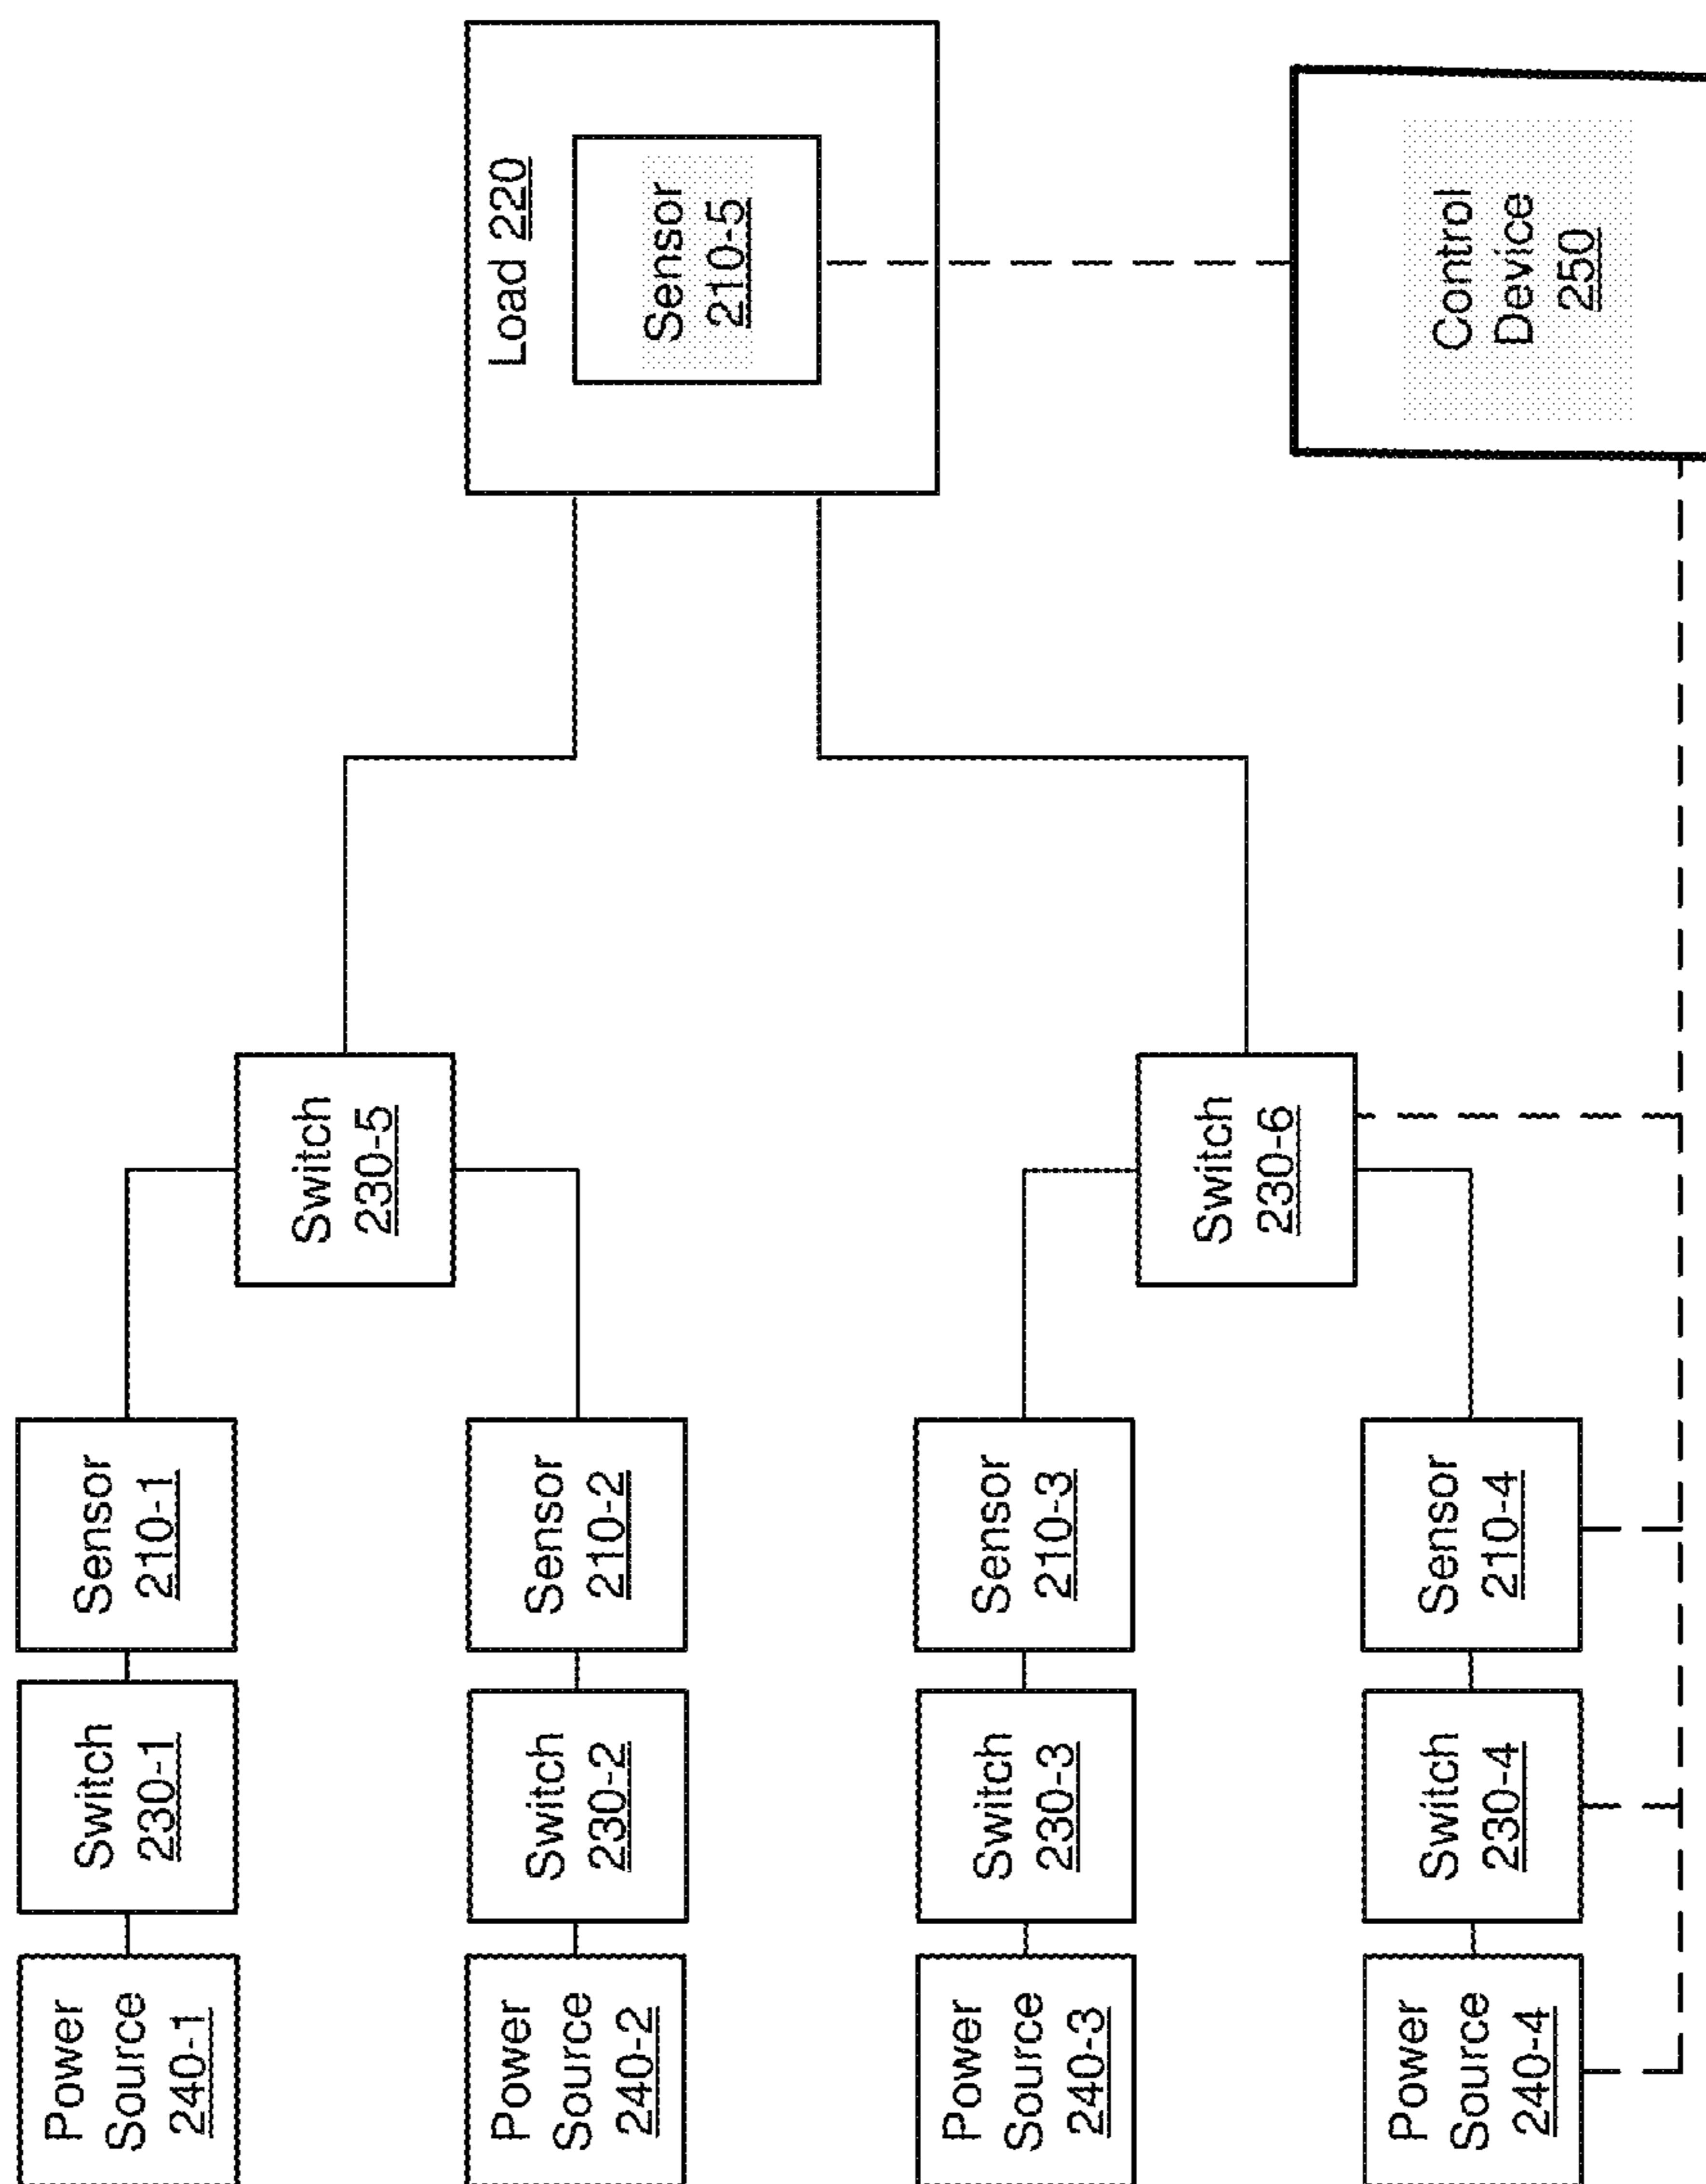 Power
Source
240-1
Switch
230-1
Sensor
210-1
Power
Source
240-2
Switch
230-2
Sensor
210-2
Switch
230-5
Power
Source
240-3
Switch
230-3
Sensor
210-3
Power
Source
240-4
Switch
230-4
Sensor
210-4
Switch
230-6
Load 220
Sensor
210-5
Control
Device
250